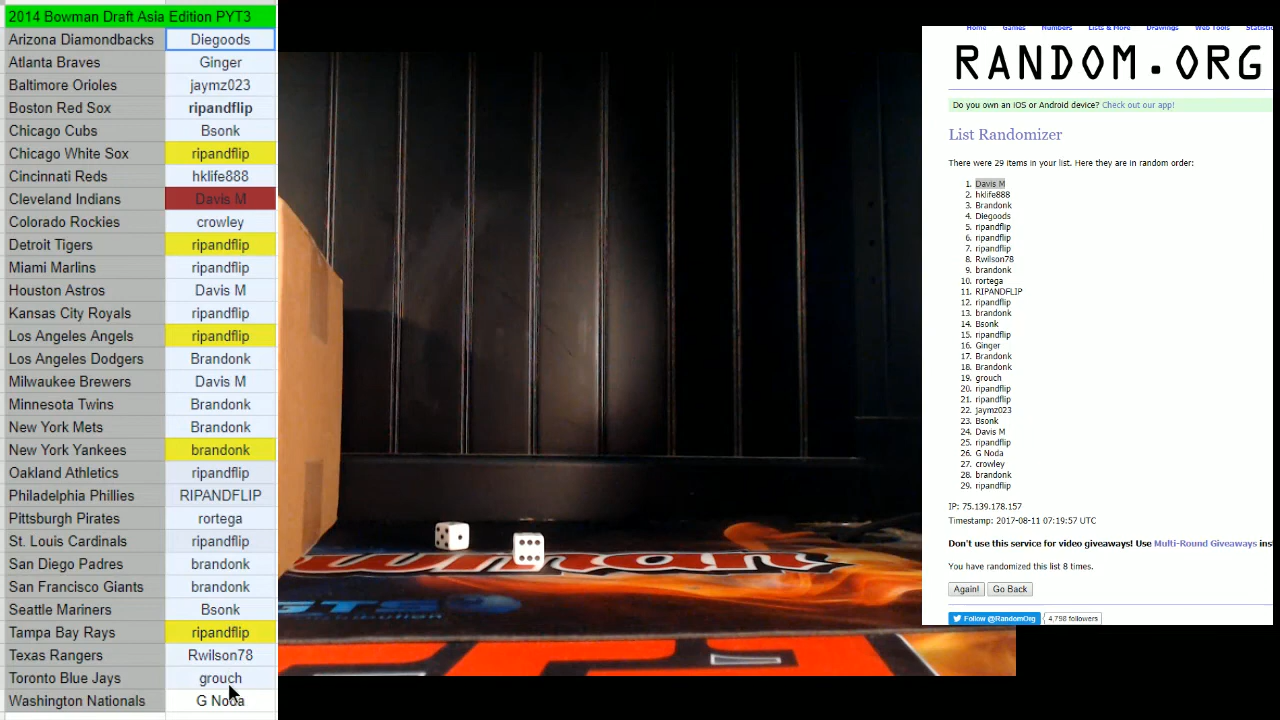 2014 Bowman Draft Asia Edition PYT3
Arizona Diamondbacks Diegoods
Atlanta Braves Ginger
Baltimore Orioles jaymz023
Boston Red Sox ripandflip
Chicago Cubs Bsonk
Chicago White Sox ripandflip
Cincinnati Reds hklife888
Cleveland Indians Davis M
Colorado Rockies crowley
Detroit Tigers ripandflip
Miami Marlins ripandflip
Houston Astros Davis M
Kansas City Royals ripandflip
Los Angeles Angels ripandflip
Los Angeles Dodgers Brandonk
Milwaukee Brewers Davis M
Minnesota Twins Brandonk
New York Mets Brandonk
New York Yankees brandonk
Oakland Athletics ripandflip
Philadelphia Phillies RIPANDFLIP
Pittsburgh Pirates rortega
St. Louis Cardinals ripandflip
San Diego Padres brandonk
San Francisco Giants brandonk
Seattle Mariners Bsonk
Tampa Bay Rays ripandflip
Texas Rangers Rwilson78
Toronto Blue Jays grouch
Washington Nationals G Noda
Home Games Numbers Lists & More Drawings Web Tools Statistic
RANDOM.ORG
Do you own an iOS or Android device? Check out our app!
List Randomizer
There were 29 items in your list. Here they are in random order:
1. Davis M
2. hklife888
3. Brandonk
4. Diegoods
5. ripandflip
6. ripandflip
7. ripandflip
8. Rwilson78
9. brandonk
10. rortega
11. RIPANDFLIP
12. ripandflip
13. brandonk
14. Bsonk
15. ripandflip
16. Ginger
17. Brandonk
18. Brandonk
19. grouch
20. ripandflip
21. ripandflip
22. jaymz023
23. Bsonk
24. Davis M
25. ripandflip
26. G Noda
27. crowley
28. brandonk
29. ripandflip
IP: 75.139.178.157
Timestamp: 2017-08-11 07:19:57 UTC
Don't use this service for video giveaways! Use Multi-Round Giveaways ins
You have randomized this list 8 times.
Again! Go Back
Follow @RandomOrg 4,798 followers
wman
GTS